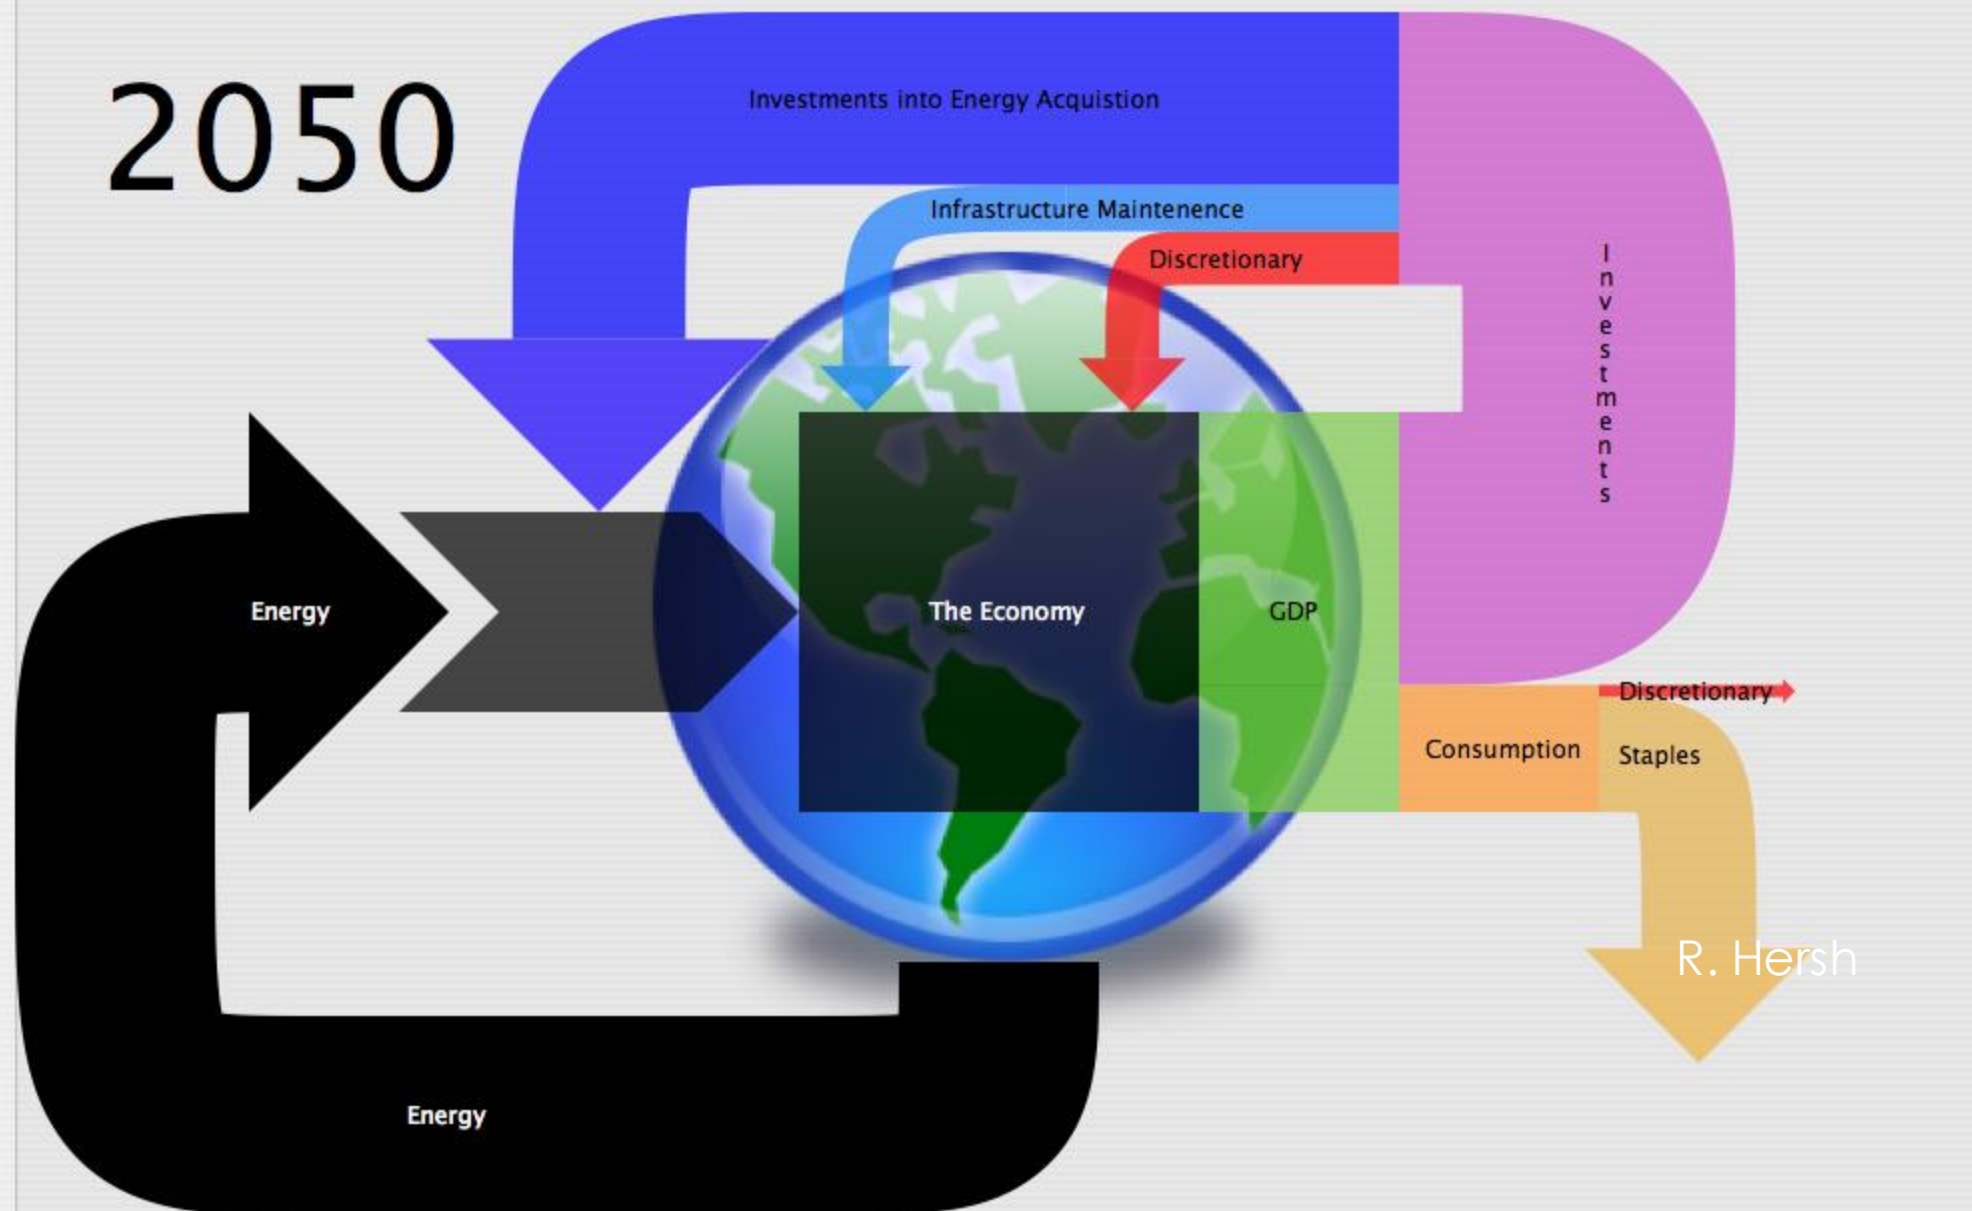 2050
Investments into Energy Acquistion
Infrastructure Maintenence
Discretionary
Investments
Energy
The Economy
GDP
Discretionary
Consumption
Staples
R. Hersh
Energy